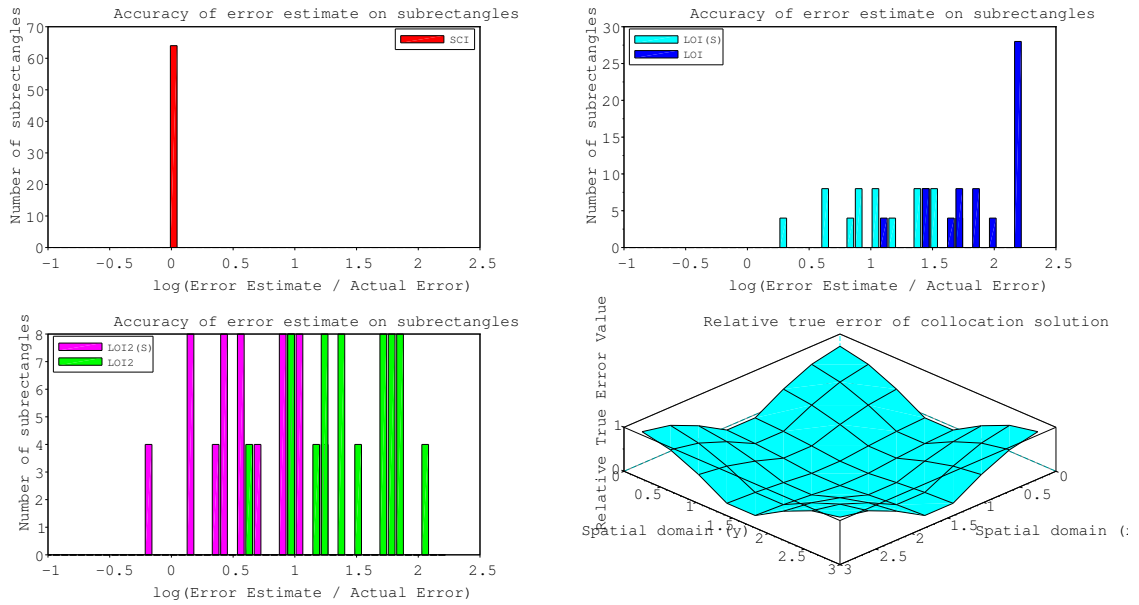 Accuracy of error estimate on subrectangles
Number of subrectangles
70
60
50
40
30
20
10
0
SCI
-1 -0.5 0 0.5 1 1.5 2 2.5
log(Error Estimate / Actual Error)
Accuracy of error estimate on subrectangles
Number of subrectangles
30
25
20
15
10
5
0
LOI(S)
LOI
-1 -0.5 0 0.5 1 1.5 2 2.5
log(Error Estimate / Actual Error)
Accuracy of error estimate on subrectangles
Number of subrectangles
8
7
6
5
4
3
2
1
0
LOI2(S)
LOI2
-1 -0.5 0 0.5 1 1.5 2 2.5
log(Error Estimate / Actual Error)
Relative true error of collocation solution
Relative True Error Value
1
0
0.5
1
1.5
2
2.5
3
Spatial domain (y)
0
0.5
1
1.5
2
2.5
3
Spatial domain